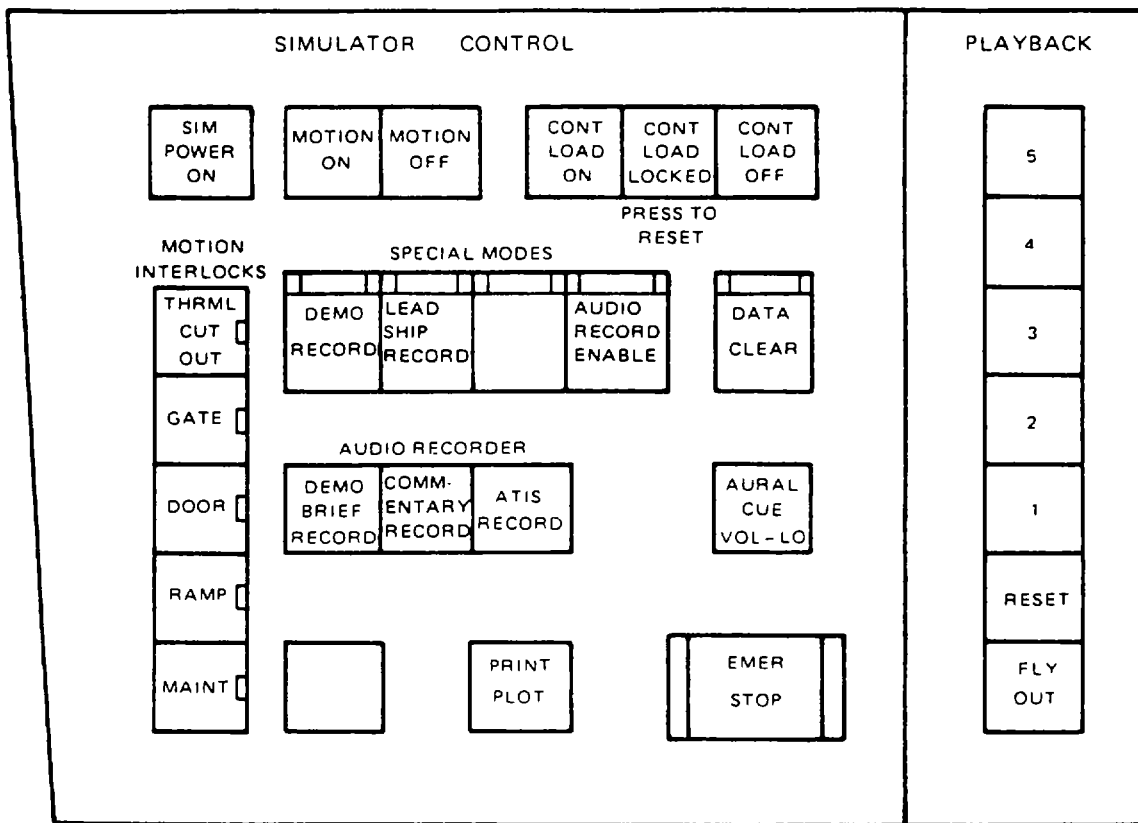 SIMULATOR CONTROL
SIM
POWER
ON
MOTION
ON
MOTION
OFF
CONT
LOAD
ON
CONT
LOAD
LOCKED
CONT
LOAD
OFF
PRESS TO
RESET
MOTION
INTERLOCKS
THRML
CUT
OUT
GATE
DOOR
RAMP
MAINT
SPECIAL MODES
DEMO
RECORD
LEAD
SHIP
RECORD
AUDIO
RECORD
ENABLE
DATA
CLEAR
AUDIO RECORDER
DEMO
BRIEF
RECORD
COMM-
ENTARY
RECORD
ATIS
RECORD
AURAL
CUE
VOL-LO
PRINT
PLOT
EMER
STOP
PLAYBACK
5
4
3
2
1
RESET
FLY
OUT